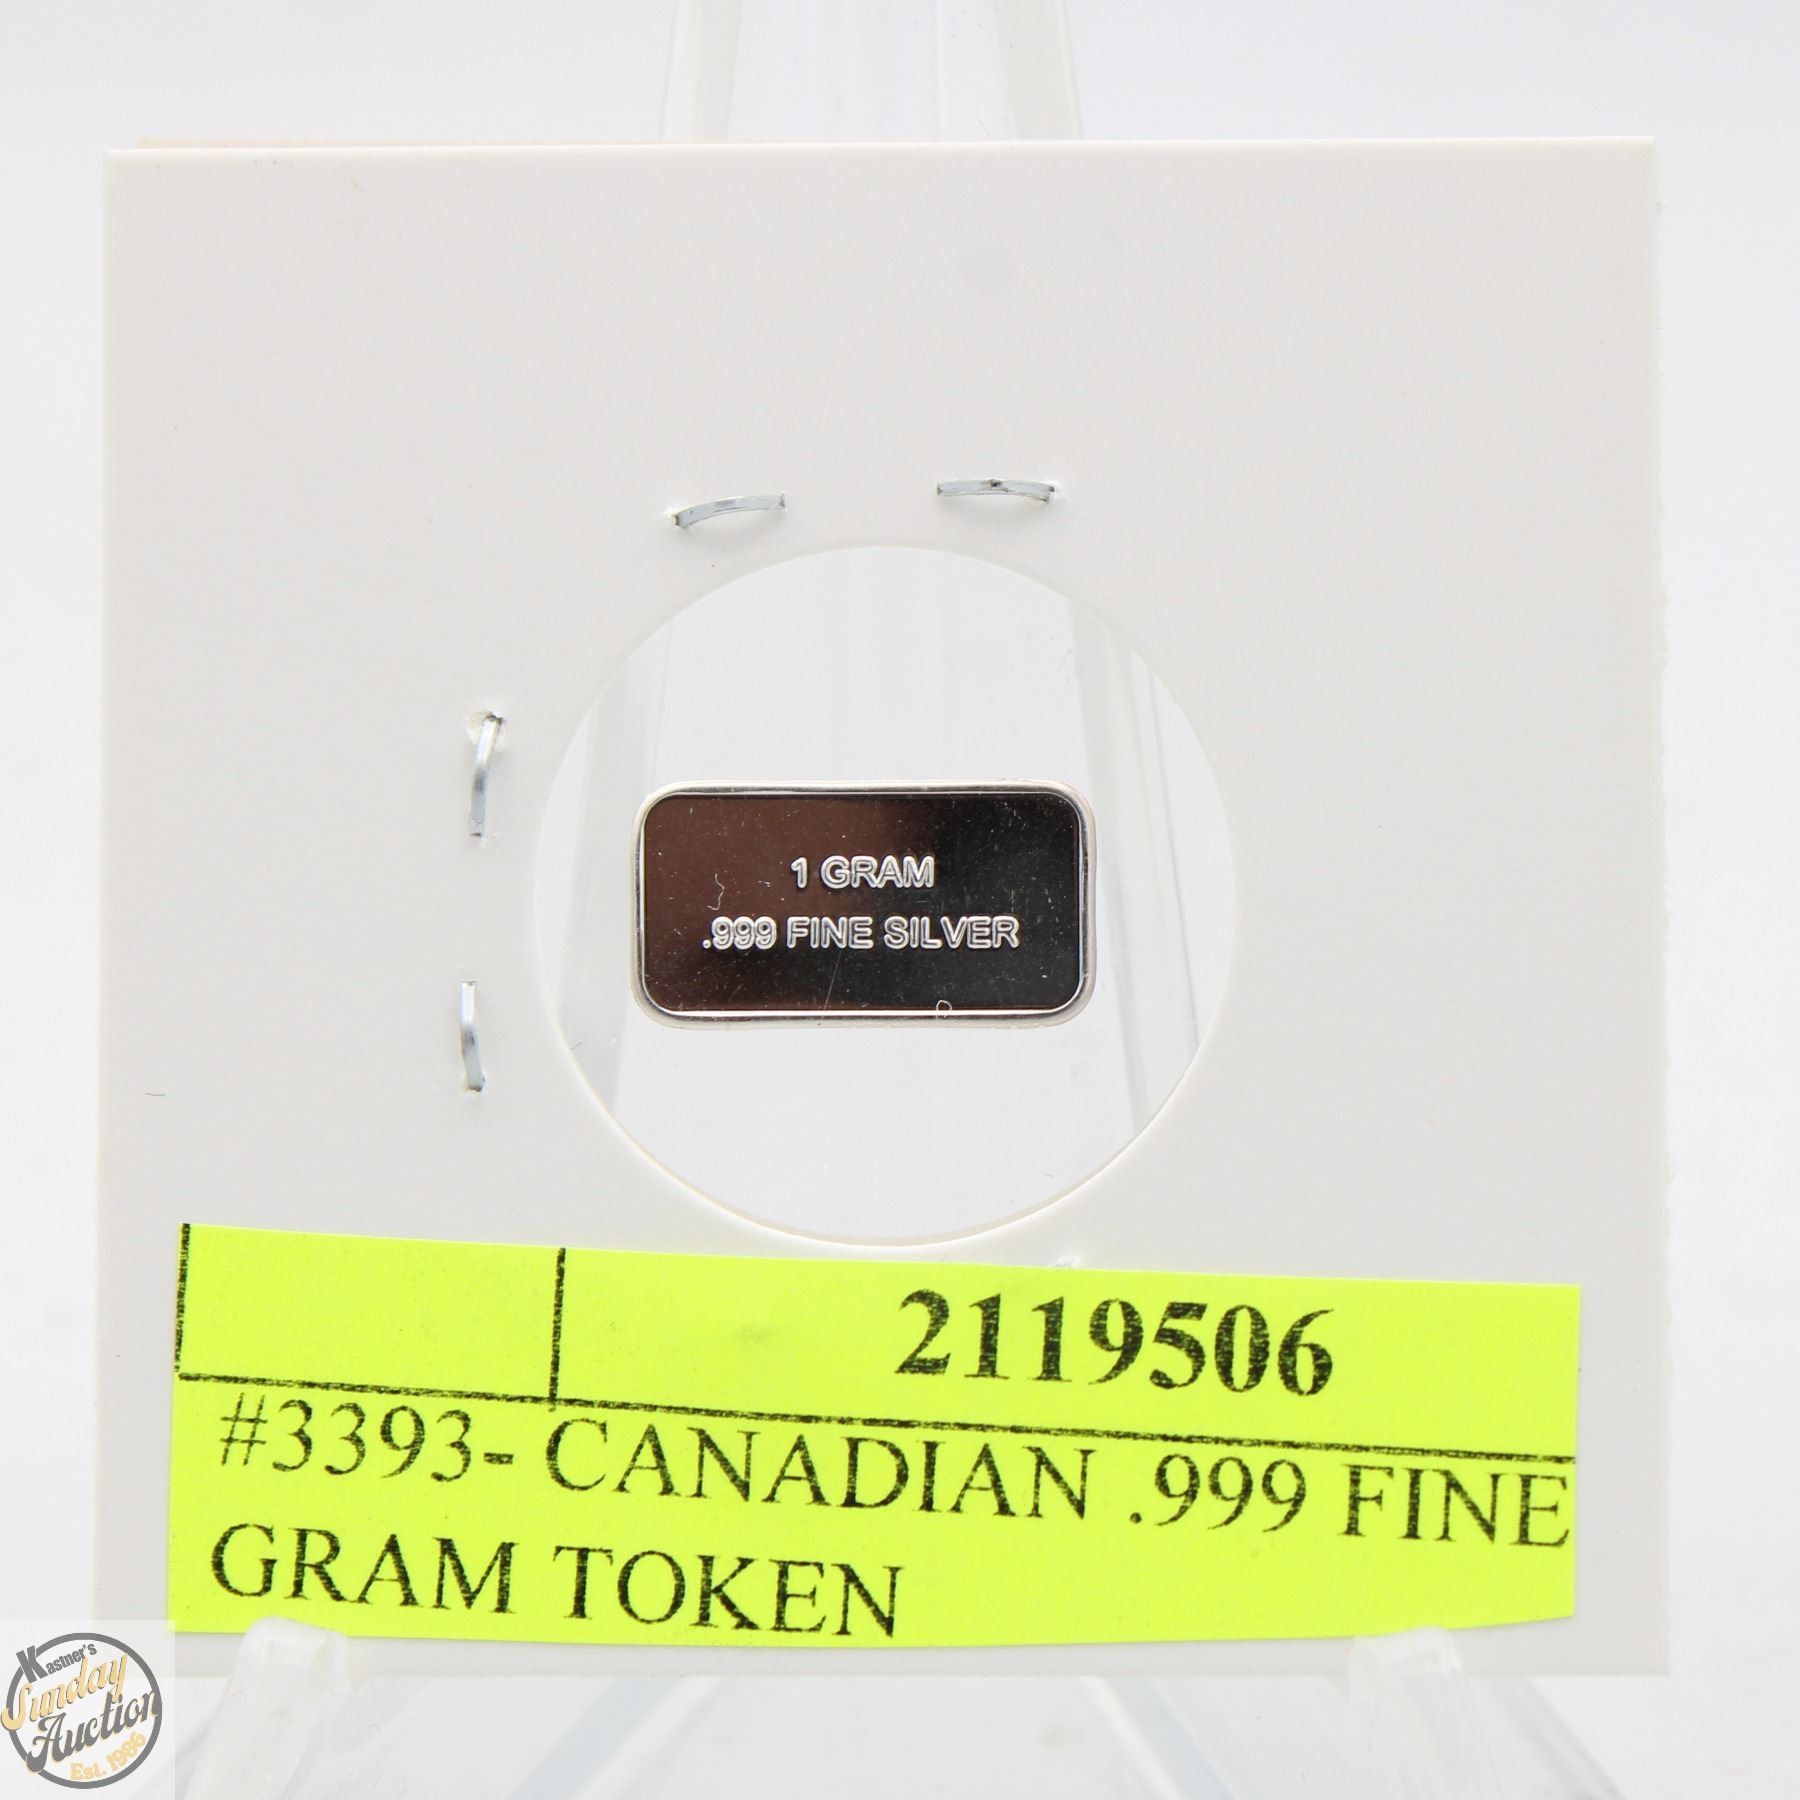 1 GRAM
.999 FINE SILVER
2119506
#3393- CANADIAN .999 FINE
GRAM TOKEN
Kastner's
Sunday
Auction
Est. 1986